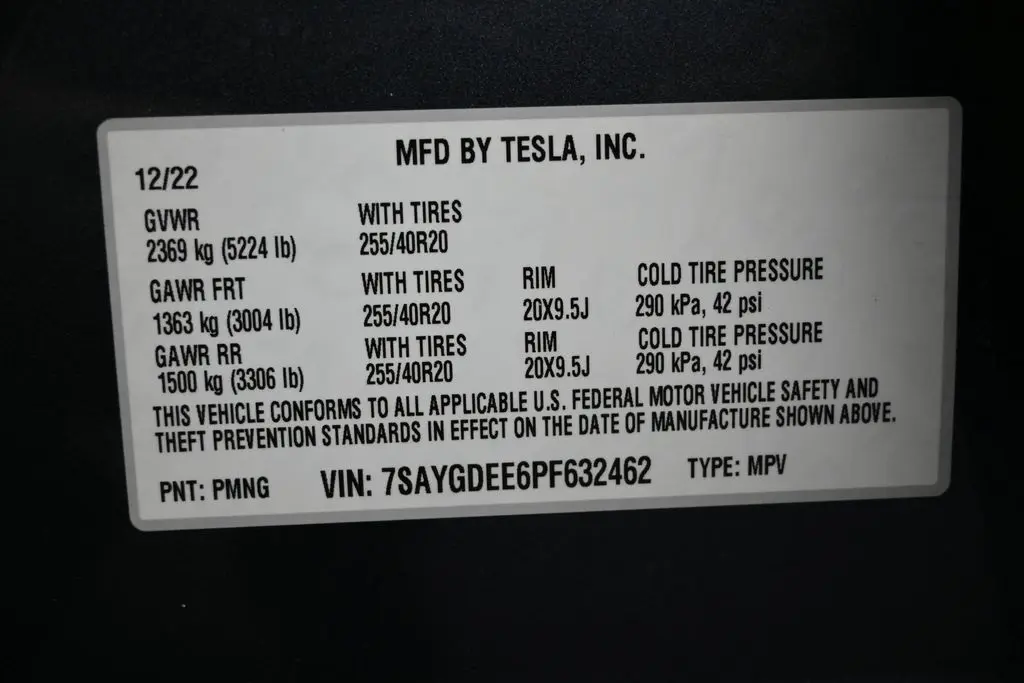 MFD BY TESLA, INC.
12/22
GVWR WITH TIRES
2369 kg (5224 lb) 255/40R20
GAWR FRT WITH TIRES RIM COLD TIRE PRESSURE
1363 kg (3004 lb) 255/40R20 20X9.5J 290 kPa, 42 psi
GAWR RR WITH TIRES RIM COLD TIRE PRESSURE
1500 kg (3306 lb) 255/40R20 20X9.5J 290 kPa, 42 psi
THIS VEHICLE CONFORMS TO ALL APPLICABLE U.S. FEDERAL MOTOR VEHICLE SAFETY AND
THEFT PREVENTION STANDARDS IN EFFECT ON THE DATE OF MANUFACTURE SHOWN ABOVE.
PNT: PMNG VIN: 7SAYGDEE6PF632462 TYPE: MPV